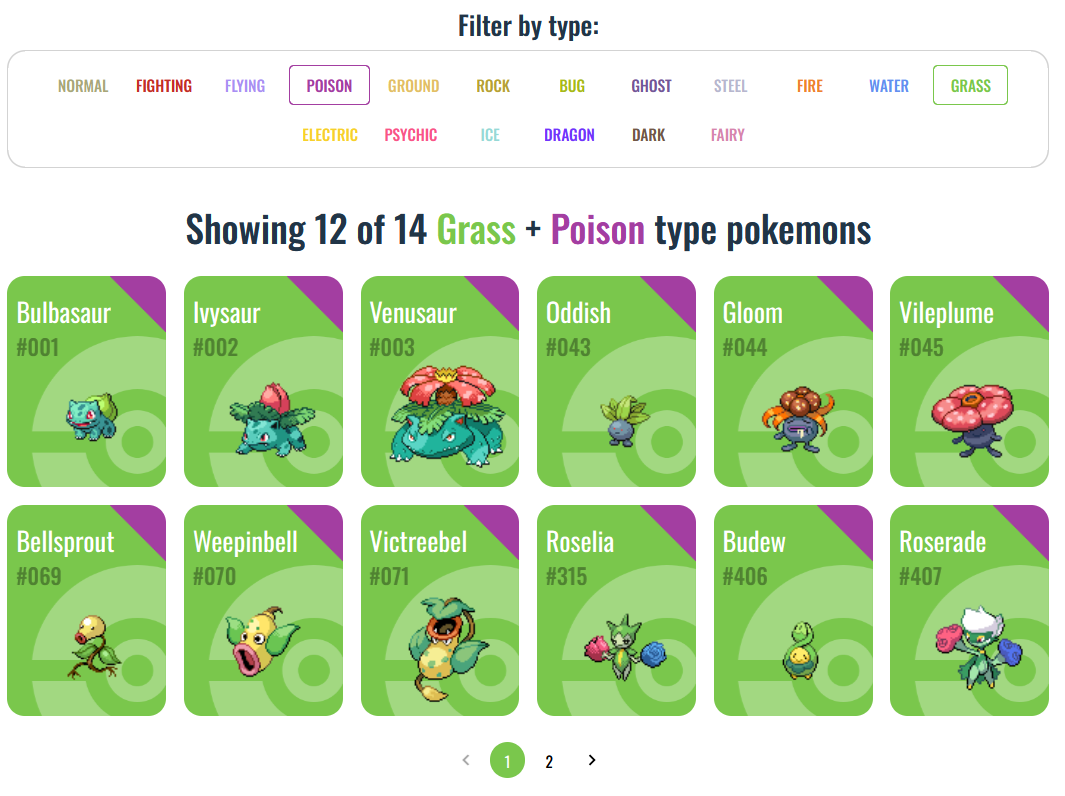 Filter by type:
NORMAL FIGHTING FLYING POISON GROUND ROCK BUG GHOST STEEL FIRE WATER GRASS
ELECTRIC PSYCHIC ICE DRAGON DARK FAIRY
Showing 12 of 14 Grass + Poison type pokemons
Bulbasaur Ivysaur Venusaur Oddish Gloom Vileplume
#001 #002 #003 #043 #044 #045
Bellsprout Weepinbell Victreebel Roselia Budew Roserade
#069 #070 #071 #315 #406 #407
1 2